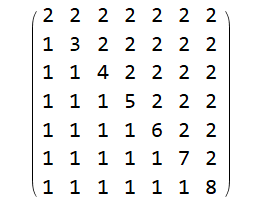 2 2 2 2 2 2 2
1 3 2 2 2 2 2
1 1 4 2 2 2 2
1 1 1 5 2 2 2
1 1 1 1 6 2 2
1 1 1 1 1 7 2
1 1 1 1 1 1 8